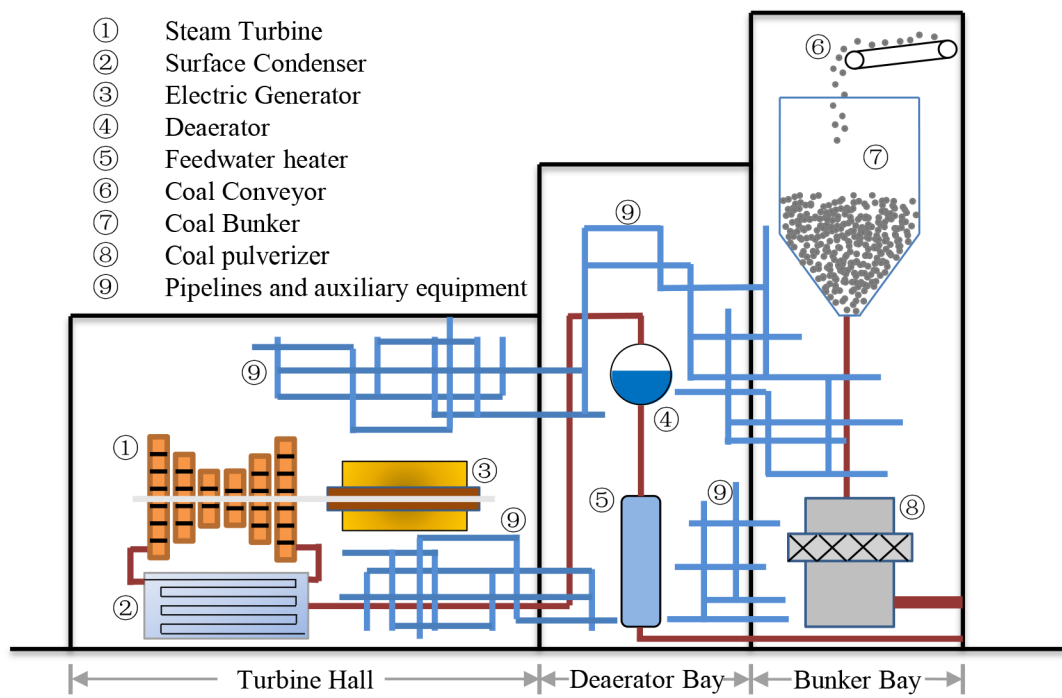 ① Steam Turbine
② Surface Condenser
③ Electric Generator
④ Deaerator
⑤ Feedwater heater
⑥ Coal Conveyor
⑦ Coal Bunker
⑧ Coal pulverizer
⑨ Pipelines and auxiliary equipment
⑥
⑦
⑨
⑨
④
①
③
⑤
⑨
⑧
⑨
②
Turbine Hall Deaerator Bay Bunker Bay